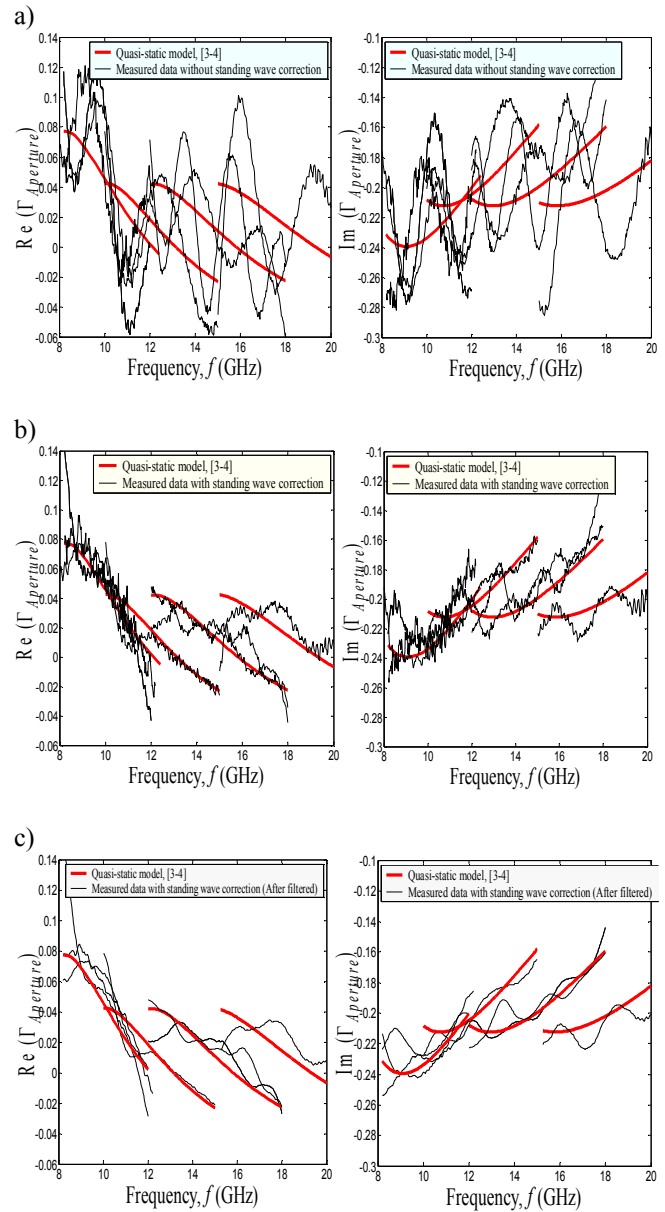 a)
Quasi-static model, [3-4]
Measured data without standing wave correction
0.14
0.12
0.1
0.08
0.06
0.04
0.02
0
-0.02
-0.04
-0.06
Re (Γ Aperture)
8 10 12 14 16 18 20
Frequency, f (GHz)
Quasi-static model, [3-4]
Measured data without standing wave correction
-0.1
-0.12
-0.14
-0.16
-0.18
-0.2
-0.22
-0.24
-0.26
-0.28
-0.3
Im (Γ Aperture)
8 10 12 14 16 18 20
Frequency, f (GHz)
b)
Quasi-static model, [3-4]
Measured data with standing wave correction
0.14
0.12
0.1
0.08
0.06
0.04
0.02
0
-0.02
-0.04
-0.06
Re (Γ Aperture)
8 10 12 14 16 18 20
Frequency, f (GHz)
Quasi-static model, [3-4]
Measured data with standing wave correction
-0.1
-0.12
-0.14
-0.16
-0.18
-0.2
-0.22
-0.24
-0.26
-0.28
-0.3
Im (Γ Aperture)
8 10 12 14 16 18 20
Frequency, f (GHz)
c)
Quasi-static model, [3-4]
Measured data with standing wave correction (After filtered)
0.14
0.12
0.1
0.08
0.06
0.04
0.02
0
-0.02
-0.04
-0.06
Re (Γ Aperture)
8 10 12 14 16 18 20
Frequency, f (GHz)
Quasi-static model, [3-4]
Measured data with standing wave correction (After filtered)
-0.1
-0.12
-0.14
-0.16
-0.18
-0.2
-0.22
-0.24
-0.26
-0.28
-0.3
Im (Γ Aperture)
8 10 12 14 16 18 20
Frequency, f (GHz)